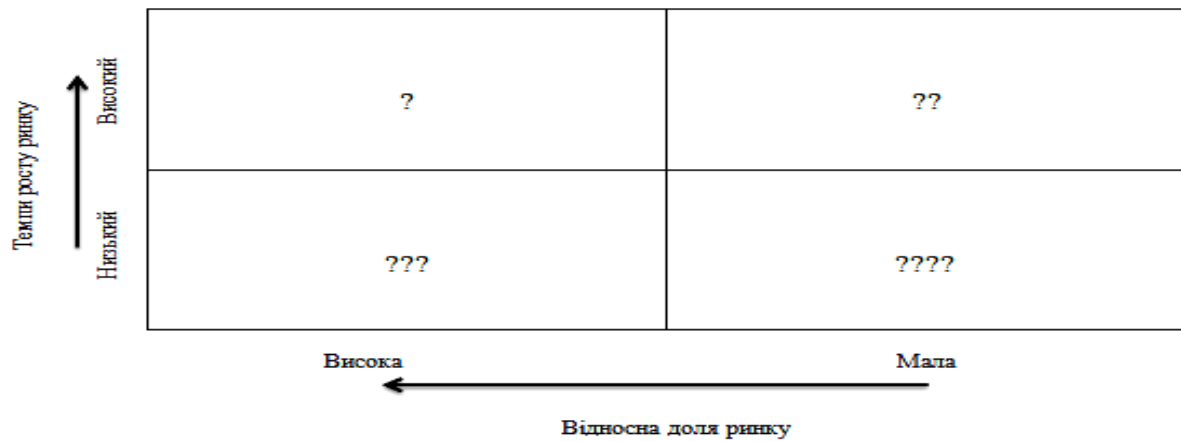 Темпи росту ринку
Високий
Низький
?
??
???
????
Висока
Мала
Відносна доля ринку